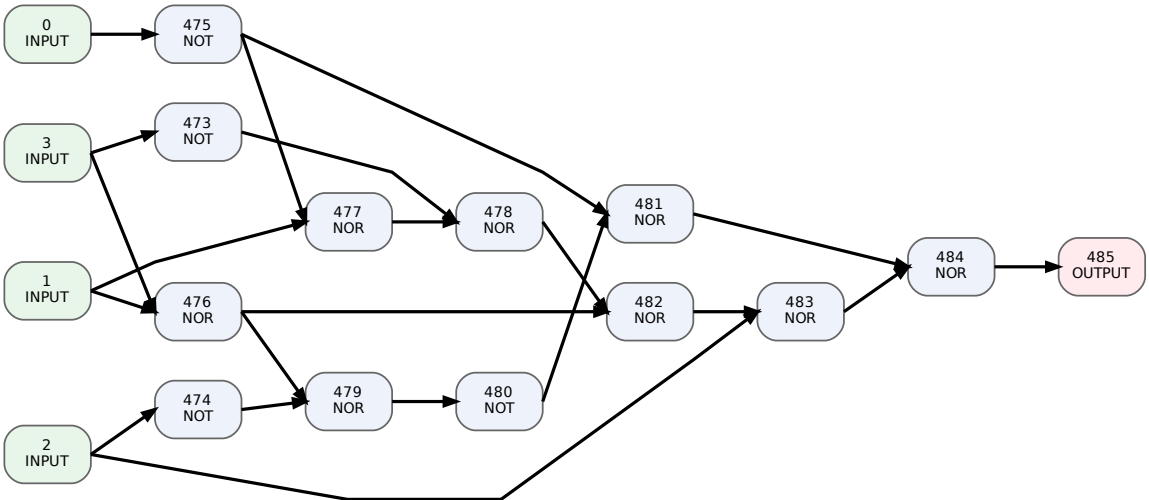 0
INPUT
475
NOT
3
INPUT
473
NOT
477
NOR
478
NOR
481
NOR
484
NOR
485
OUTPUT
1
INPUT
476
NOR
482
NOR
483
NOR
474
NOT
479
NOR
480
NOT
2
INPUT